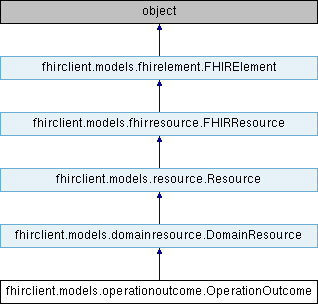 object
fhirclient.models.fhirelement.FHIRElement
fhirclient.models.fhirresource.FHIRResource
fhirclient.models.resource.Resource
fhirclient.models.domainresource.DomainResource
fhirclient.models.operationoutcome.OperationOutcome